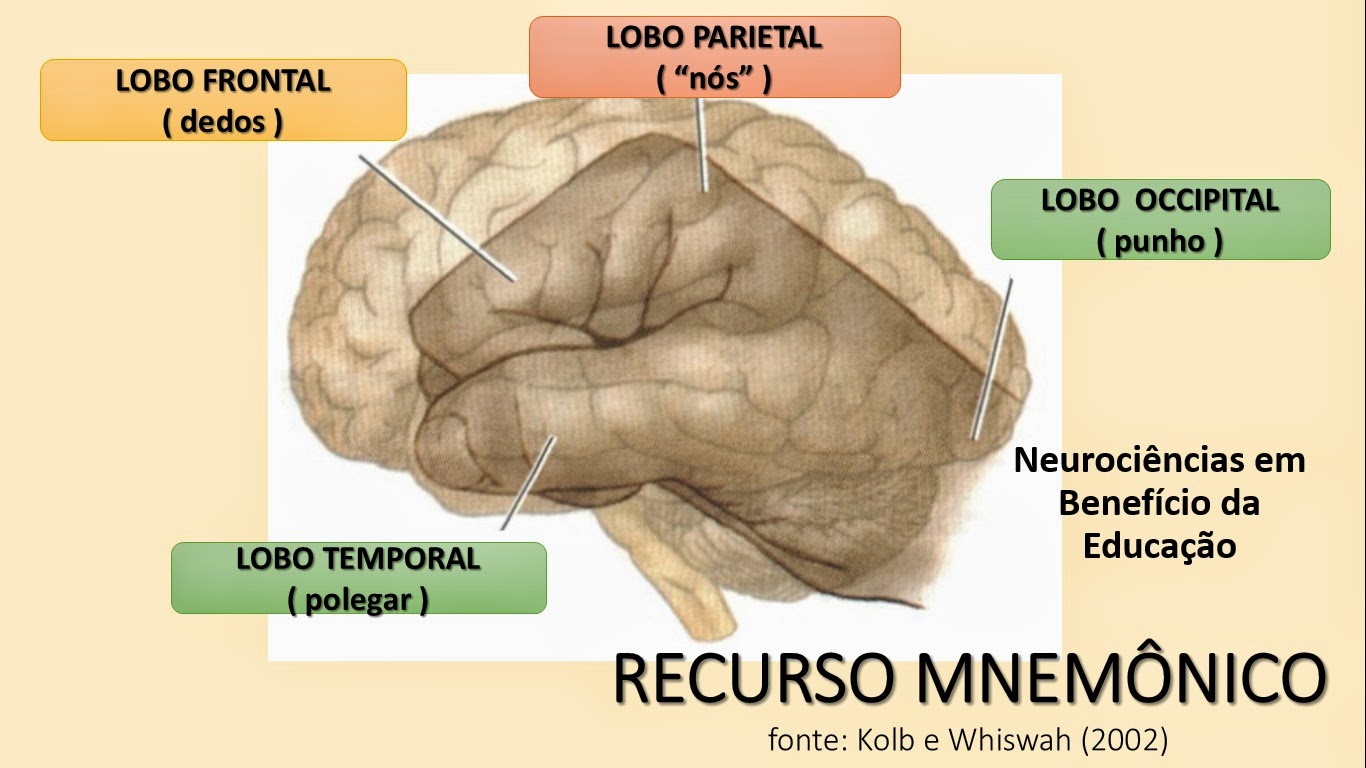 LOBO PARIETAL
( “nós” )
LOBO FRONTAL
( dedos )
LOBO OCCIPITAL
( punho )
Neurociências em
Benefício da
Educação
LOBO TEMPORAL
( polegar )
RECURSO MNEMÔNICO
fonte: Kolb e Whiswah (2002)